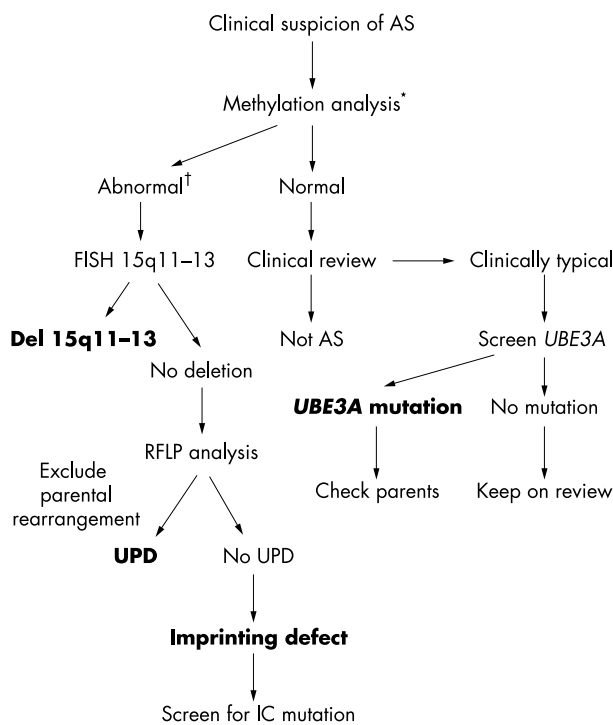 Clinical suspicion of AS
Methylation analysis*
Abnormal†
Normal
FISH 15q11–13
Clinical review
Clinically typical
Del 15q11–13
Not AS
Screen UBE3A
No deletion
UBE3A mutation
No mutation
RFLP analysis
Exclude
parental
rearrangement
Check parents
Keep on review
UPD
No UPD
Imprinting defect
Screen for IC mutation